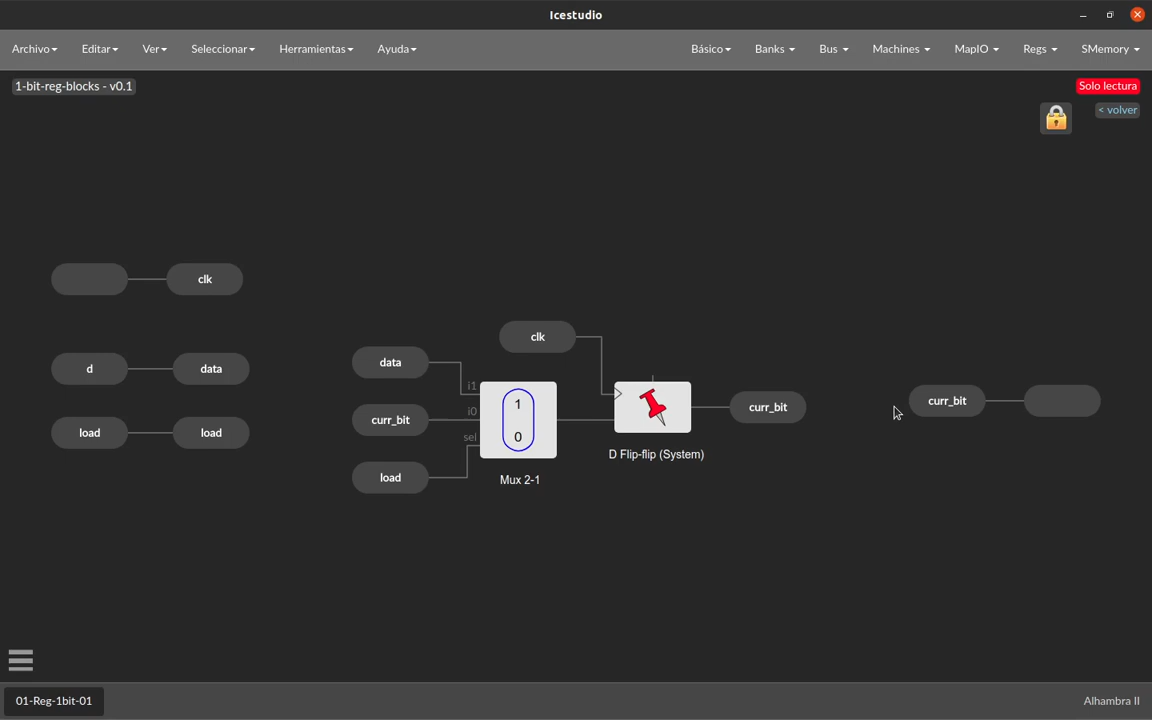 Icestudio
Archivo Editar Ver Seleccionar Herramientas Ayuda Básico Banks Bus Machines MapIO Regs SMemory
1-bit-reg-blocks - v0.1
Solo lectura
< volver
clk
d data
load load
clk
data
i1
curr_bit
i0
sel
load
1
0
Mux 2-1
D Flip-flip (System)
curr_bit
curr_bit
01-Reg-1bit-01
Alhambra II